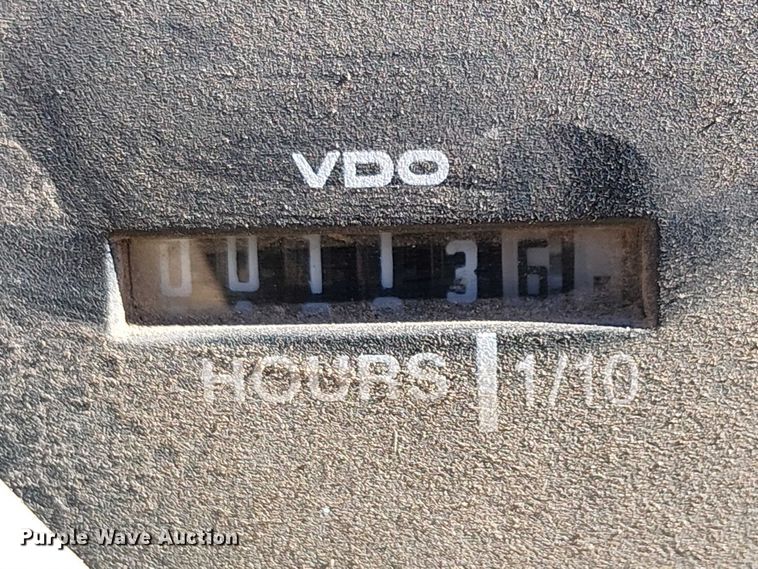 VDO
001136
HOURS 1/10
Purple Wave Auction